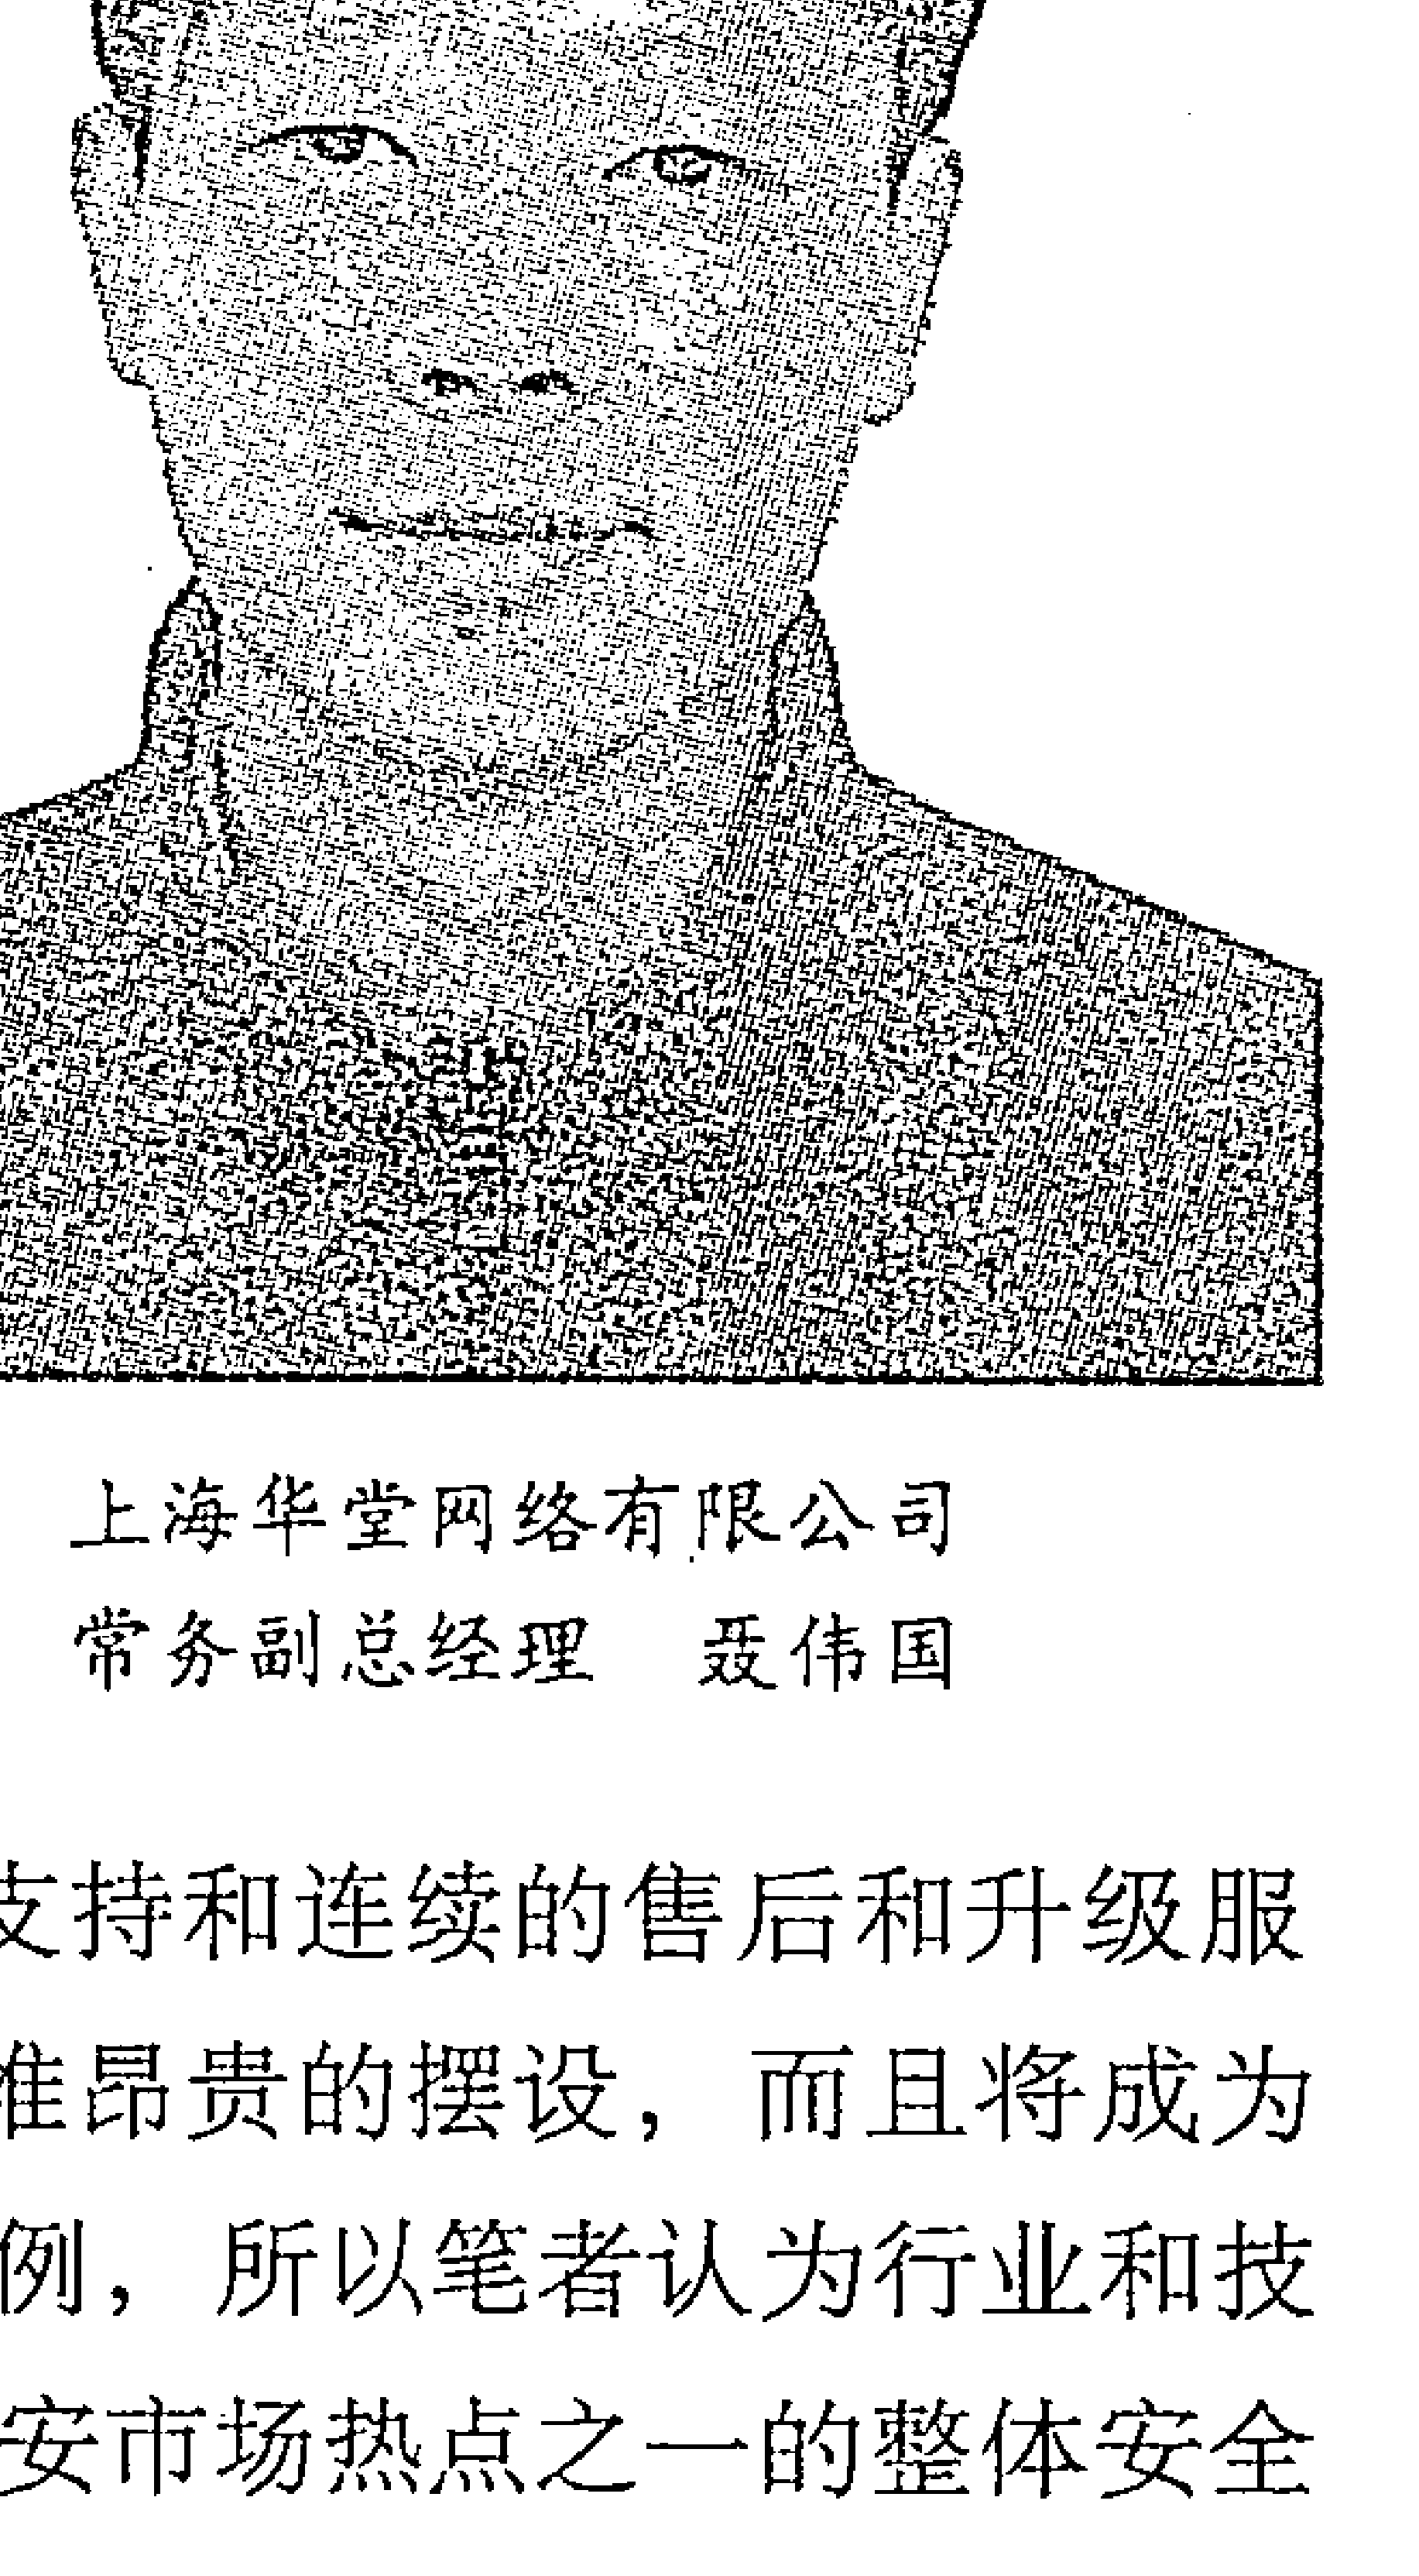 上海华堂网络有限公司
常务副总经理　聂伟国
支持和连续的售后和升级服
准昂贵的摆设，而且将成为
例，所以笔者认为行业和技
安市场热点之一的整体安全